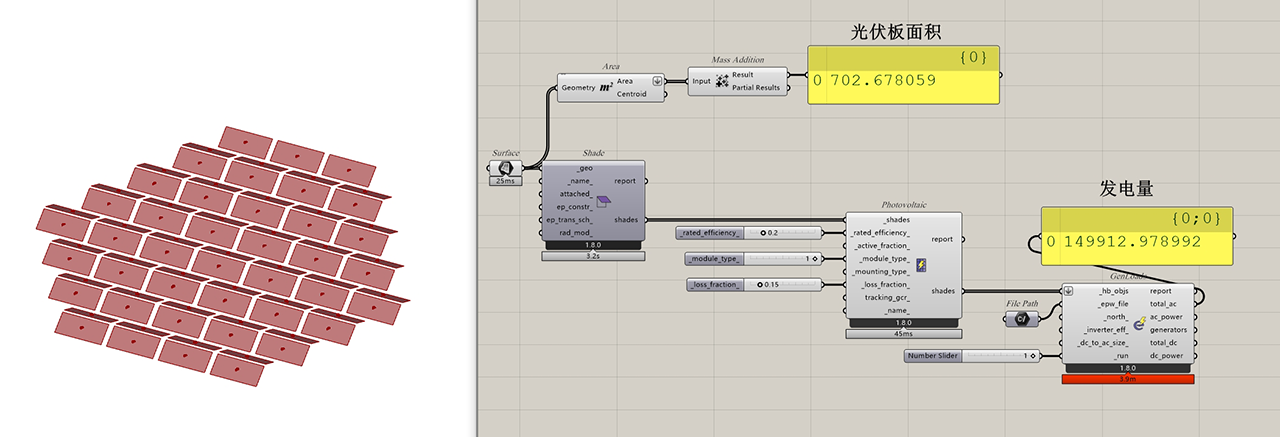 光伏板面积
{0}
0 702.678059
Area
Geometry
m²
Area
Centroid
Mass Addition
Input
Result
Partial Results
Surface
25ms
Shade
_geo
_name_
attached_
ep_constr_
ep_trans_sch_
rad_mod_
report
shades
1.8.0
3.2s
_rated_efficiency_
0.2
_module_type_
1
_loss_fraction_
0.15
Photovoltaic
_shades
_rated_efficiency_
_active_fraction_
_module_type_
_mounting_type_
_loss_fraction_
tracking_gcr_
_name_
report
shades
1.8.0
45ms
发电量
{0;0}
0 149912.978992
File Path
C/
Number Slider
1
GenLoads
_hb_objs
_epw_file
_north_
_inverter_eff_
_dc_to_ac_size_
_run
report
total_ac
ac_power
generators
total_dc
dc_power
1.8.0
3.9m